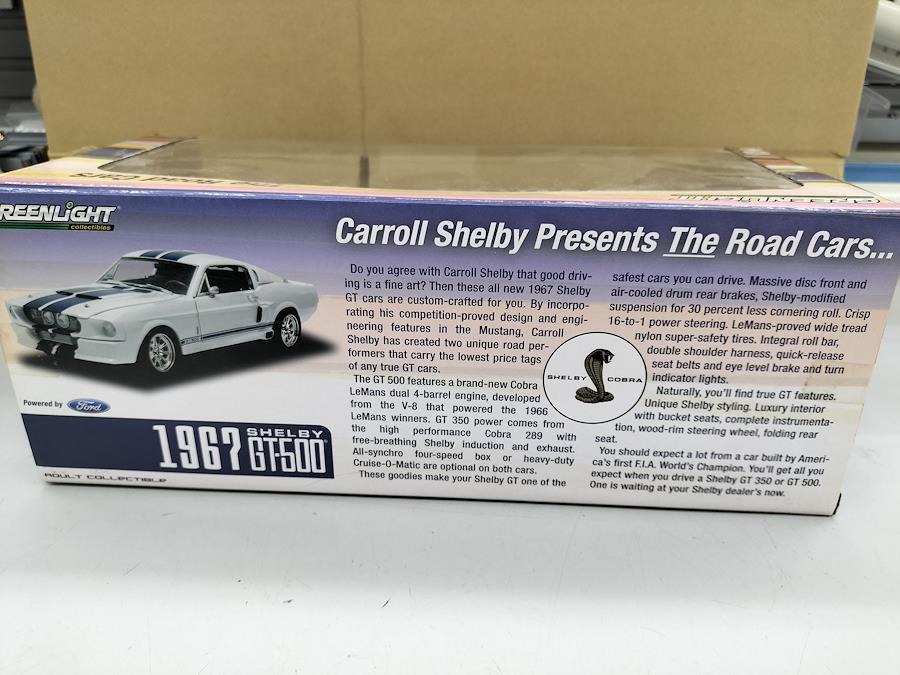 The Road Cars
GREENLIGHT
REENLIGHT
collectibles
Carroll Shelby Presents The Road Cars...
Do you agree with Carroll Shelby that good driv-
ing is a fine art? Then these all new 1967 Shelby
GT cars are custom-crafted for you. By incorpo-
rating his competition-proved design and engi-
neering features in the Mustang, Carroll
Shelby has created two unique road per-
formers that carry the lowest price tags
of any true GT cars.
The GT 500 features a brand-new Cobra
LeMans dual 4-barrel engine, developed
from the V-8 that powered the 1966
LeMans winners. GT 350 power comes from
the high performance Cobra 289 with
free-breathing Shelby induction and exhaust.
All-synchro four-speed box or heavy-duty
Cruise-O-Matic are optional on both cars.
These goodies make your Shelby GT one of the
safest cars you can drive. Massive disc front and
air-cooled drum rear brakes, Shelby-modified
suspension for 30 percent less cornering roll. Crisp
16-to-1 power steering. LeMans-proved wide tread
nylon super-safety tires. Integral roll bar,
double shoulder harness, quick-release
seat belts and eye level brake and turn
indicator lights.
Naturally, you'll find true GT features.
Unique Shelby styling. Luxury interior
with bucket seats, complete instrumenta-
tion, wood-rim steering wheel, folding rear
seat.
You should expect a lot from a car built by Ameri-
ca's first F.I.A. World's Champion. You'll get all you
expect when you drive a Shelby GT 350 or GT 500.
One is waiting at your Shelby dealer's now.
SHELBY COBRA
Powered by Ford
1967 SHELBY GT-500
ADULT COLLECTIBLE